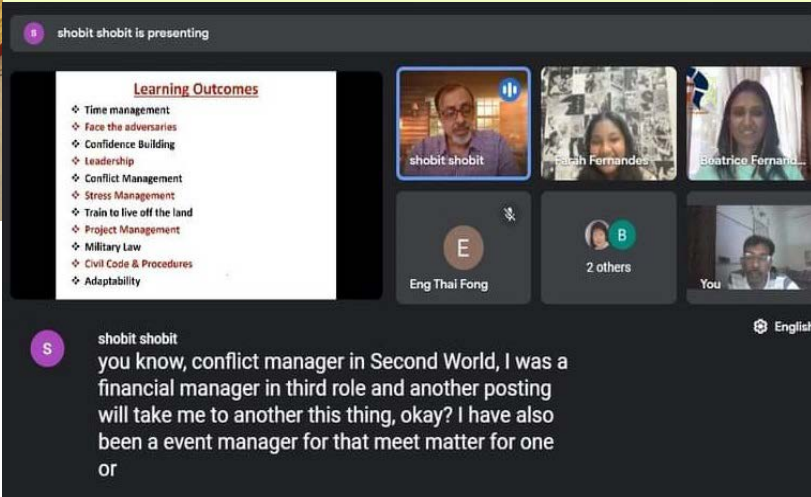 S
shobit shobit is presenting
Learning Outcomes
Time management
Face the adversaries
Confidence Building
Leadership
Conflict Management
Stress Management
Train to live off the land
Project Management
Military Law
Civil Code & Procedures
Adaptability
shobit shobit
Farah Fernandes
Beatrice Fernand...
E
Eng Thai Fong
B
2 others
You
English
S
shobit shobit
you know, conflict manager in Second World, I was a
financial manager in third role and another posting
will take me to another this thing, okay? I have also
been a event manager for that meet matter for one
or